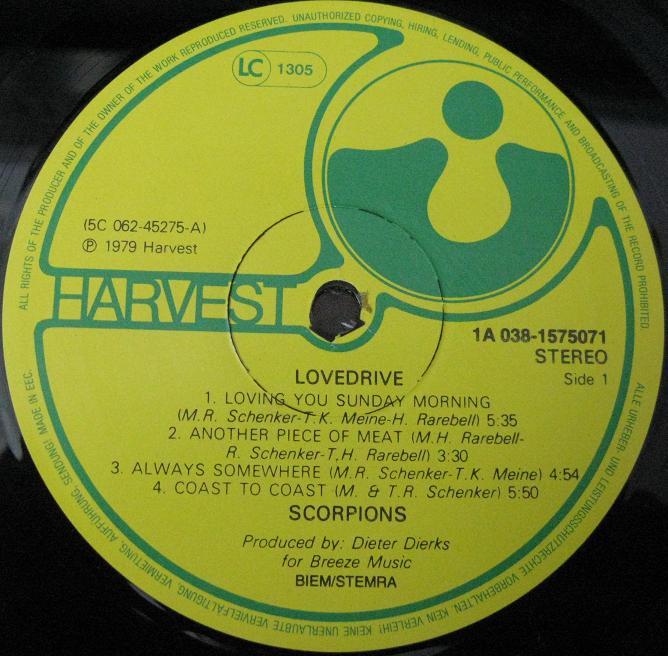 ALL RIGHTS OF THE PRODUCER AND OF THE OWNER OF THE WORK REPRODUCED RESERVED. UNAUTHORIZED COPYING, HIRING, LENDING, PUBLIC PERFORMANCE AND BROADCASTING OF THE RECORD PROHIBITED.
LC 1305
(5C 062-45275-A)
℗ 1979 Harvest
HARVEST
1A 038-1575071
STEREO
Side 1
LOVEDRIVE
1. LOVING YOU SUNDAY MORNING
(M.R. Schenker-T.K. Meine-H. Rarebell) 5:35
2. ANOTHER PIECE OF MEAT (M.H. Rarebell-
R. Schenker-T.H. Rarebell) 3:30
3. ALWAYS SOMEWHERE (M.R. Schenker-T.K. Meine) 4:54
4. COAST TO COAST (M. & T.R. Schenker) 5:50
SCORPIONS
Produced by: Dieter Dierks
for Breeze Music
BIEM/STEMRA
ALLE URHEBER- UND LEISTUNGSSCHUTZRECHTE VORBEHALTEN. KEIN VERLEIH! KEINE UNERLAUBTE VERVIELFÄLTIGUNG, VERMIETUNG, AUFFÜHRUNG, SENDUNG! MADE IN EEC.